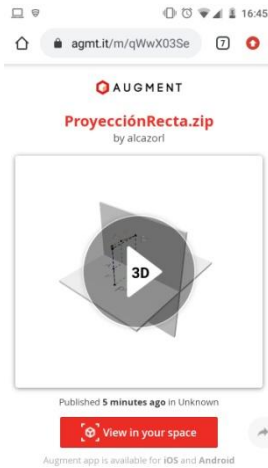 16:45
agmt.it/m/qWwX03Se
7
AUGMENT
ProyecciónRecta.zip
by alcazorl
3D
Published 5 minutes ago in Unknown
View in your space
Augment app is available for iOS and Android